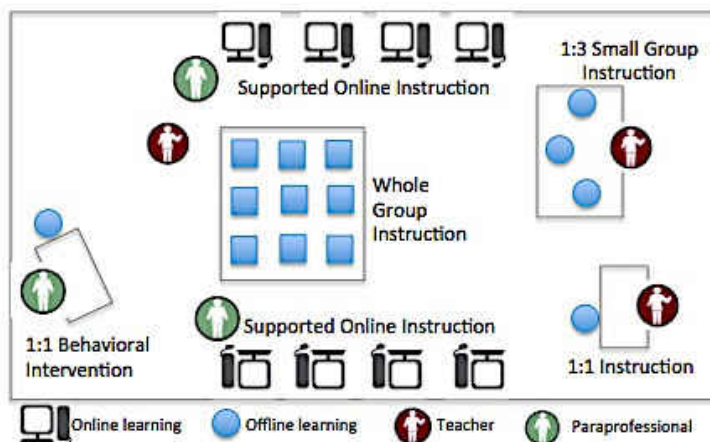 1:3 Small Group
Instruction
Supported Online Instruction
Whole
Group
Instruction
Supported Online Instruction
1:1 Behavioral
Intervention
1:1 Instruction
Online learning
Offline learning
Teacher
Paraprofessional